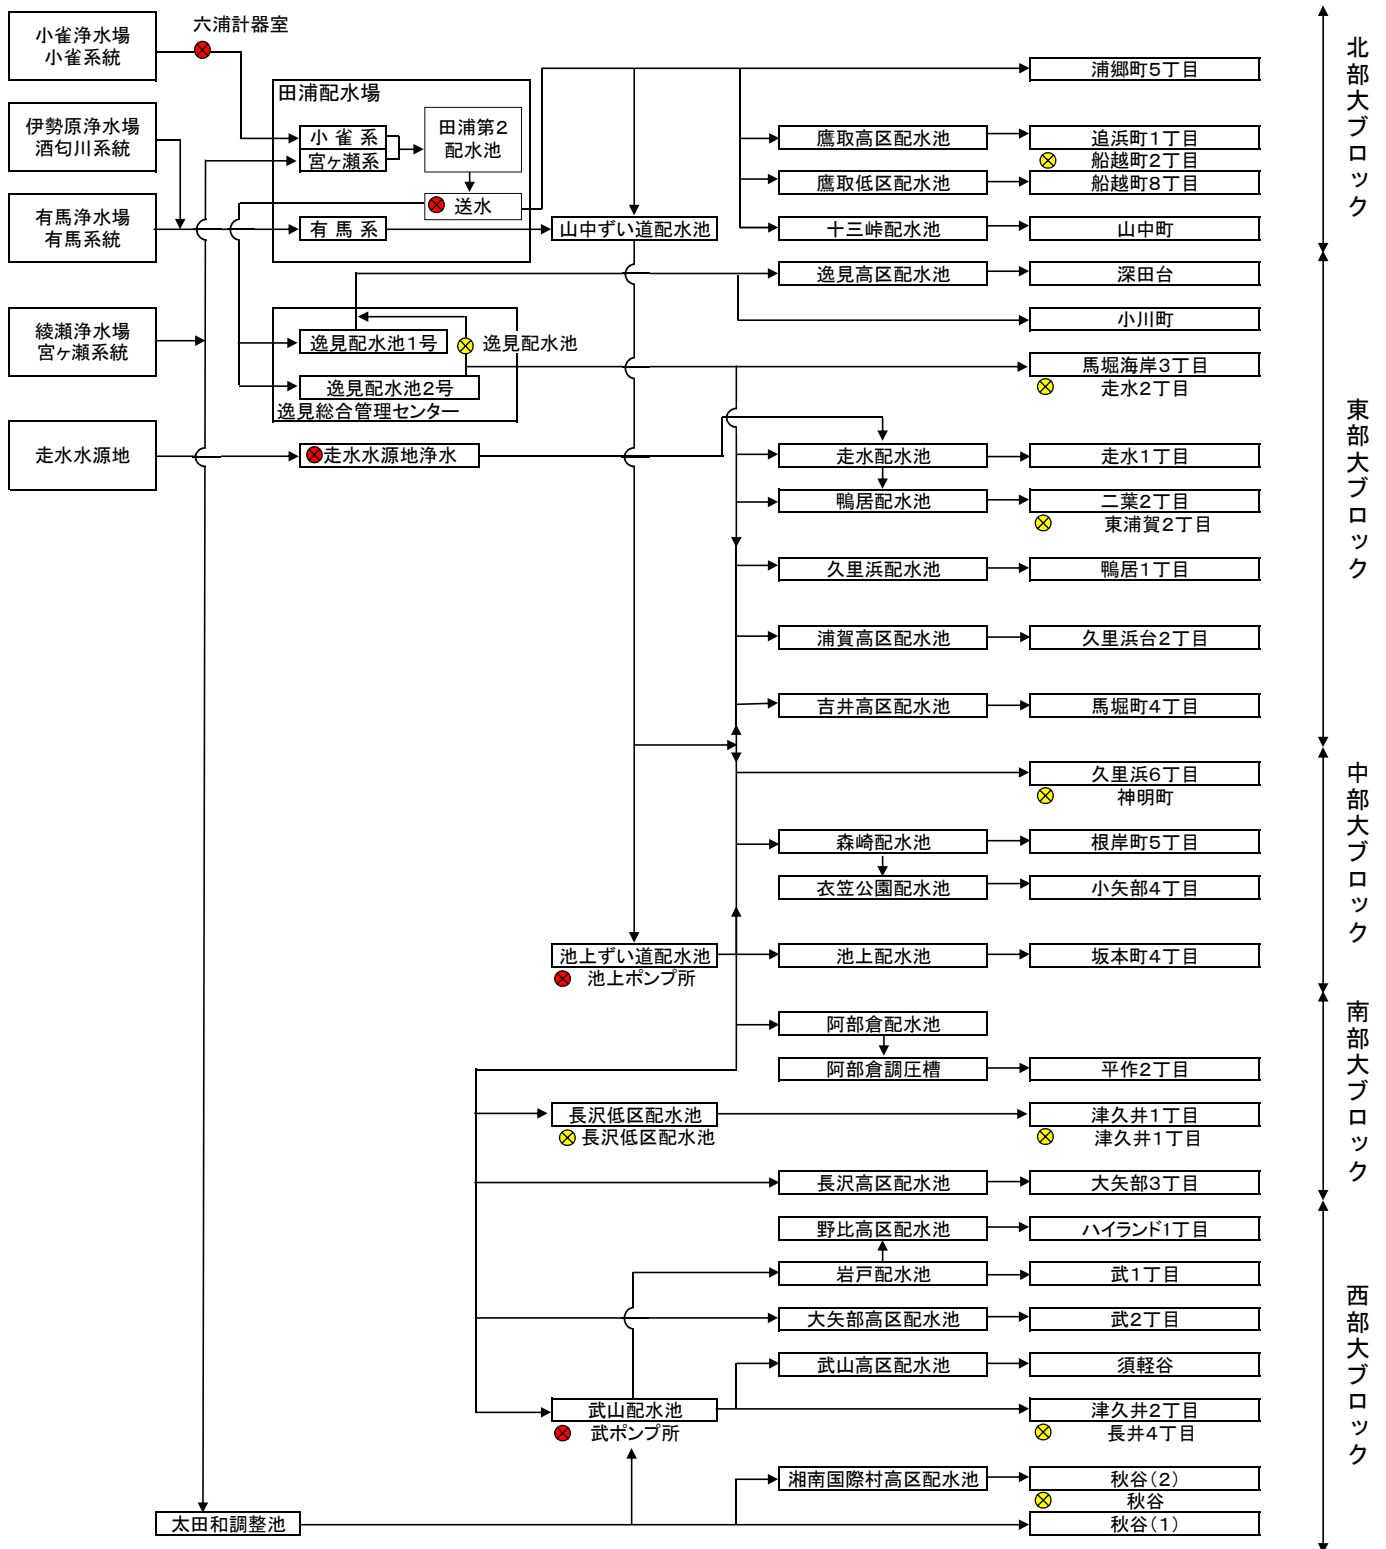 小雀浄水場
小雀系統
六浦計器室
伊勢原浄水場
酒匂川系統
有馬浄水場
有馬系統
綾瀬浄水場
宮ヶ瀬系統
走水水源地
田浦配水場
小 雀 系
宮ヶ瀬系
田浦第2
配水池
送水
有 馬 系
山中ずい道配水池
逸見配水池1号
逸見配水池
逸見配水池2号
逸見総合管理センター
走水水源地浄水
浦郷町5丁目
鷹取高区配水池
追浜町1丁目
船越町2丁目
鷹取低区配水池
船越町8丁目
十三峠配水池
山中町
逸見高区配水池
深田台
小川町
馬堀海岸3丁目
走水2丁目
走水配水池
走水1丁目
鴨居配水池
二葉2丁目
東浦賀2丁目
久里浜配水池
鴨居1丁目
浦賀高区配水池
久里浜台2丁目
吉井高区配水池
馬堀町4丁目
久里浜6丁目
神明町
森崎配水池
根岸町5丁目
衣笠公園配水池
小矢部4丁目
池上ずい道配水池
池上ポンプ所
池上配水池
坂本町4丁目
阿部倉配水池
阿部倉調圧槽
平作2丁目
長沢低区配水池
長沢低区配水池
津久井1丁目
津久井1丁目
長沢高区配水池
大矢部3丁目
野比高区配水池
ハイランド1丁目
岩戸配水池
武1丁目
大矢部高区配水池
武2丁目
武山高区配水池
須軽谷
武山配水池
武ポンプ所
津久井2丁目
長井4丁目
湘南国際村高区配水池
秋谷(2)
秋谷
太田和調整池
秋谷(1)
北部大ブロック
東部大ブロック
中部大ブロック
南部大ブロック
西部大ブロック